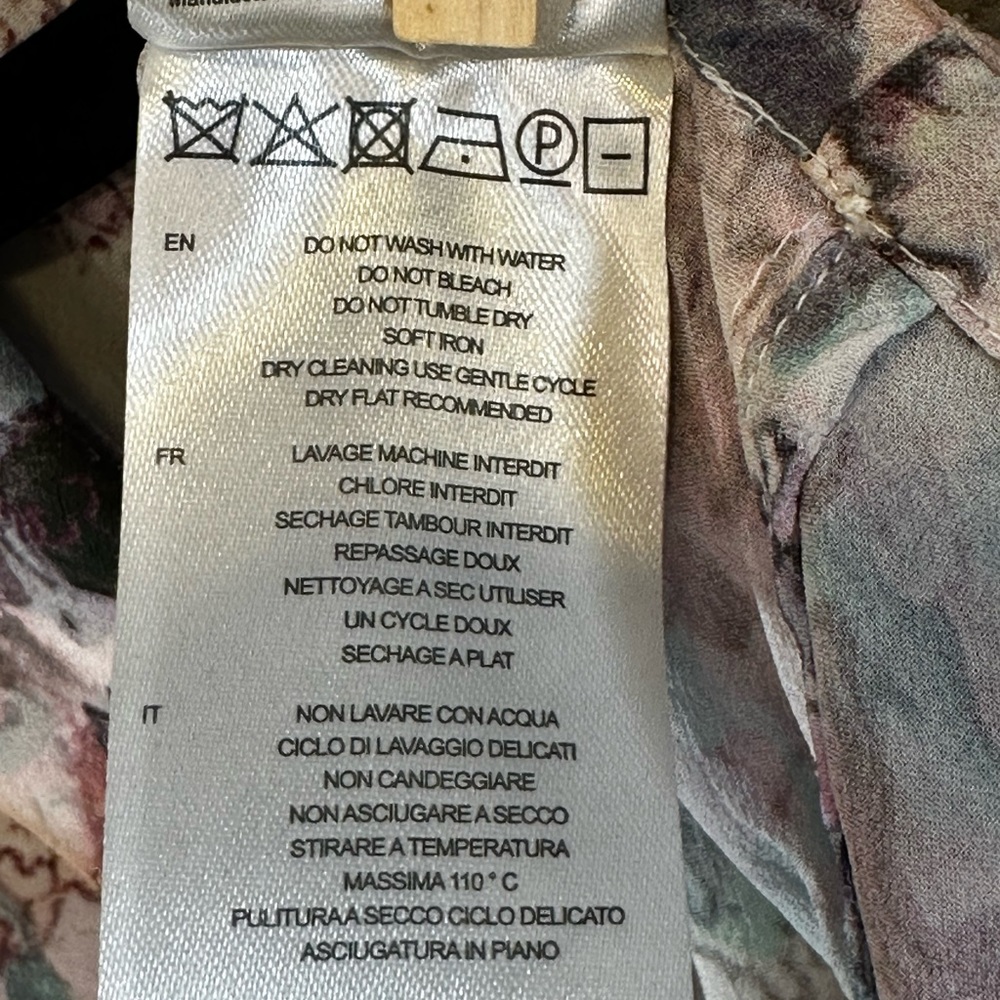 P
EN
DO NOT WASH WITH WATER
DO NOT BLEACH
DO NOT TUMBLE DRY
SOFT IRON
DRY CLEANING USE GENTLE CYCLE
DRY FLAT RECOMMENDED
FR
LAVAGE MACHINE INTERDIT
CHLORE INTERDIT
SECHAGE TAMBOUR INTERDIT
REPASSAGE DOUX
NETTOYAGE A SEC UTILISER
UN CYCLE DOUX
SECHAGE A PLAT
IT
NON LAVARE CON ACQUA
CICLO DI LAVAGGIO DELICATI
NON CANDEGGIARE
NON ASCIUGARE A SECCO
STIRARE A TEMPERATURA
MASSIMA 110 ° C
PULITURA A SECCO CICLO DELICATO
ASCIUGATURA IN PIANO